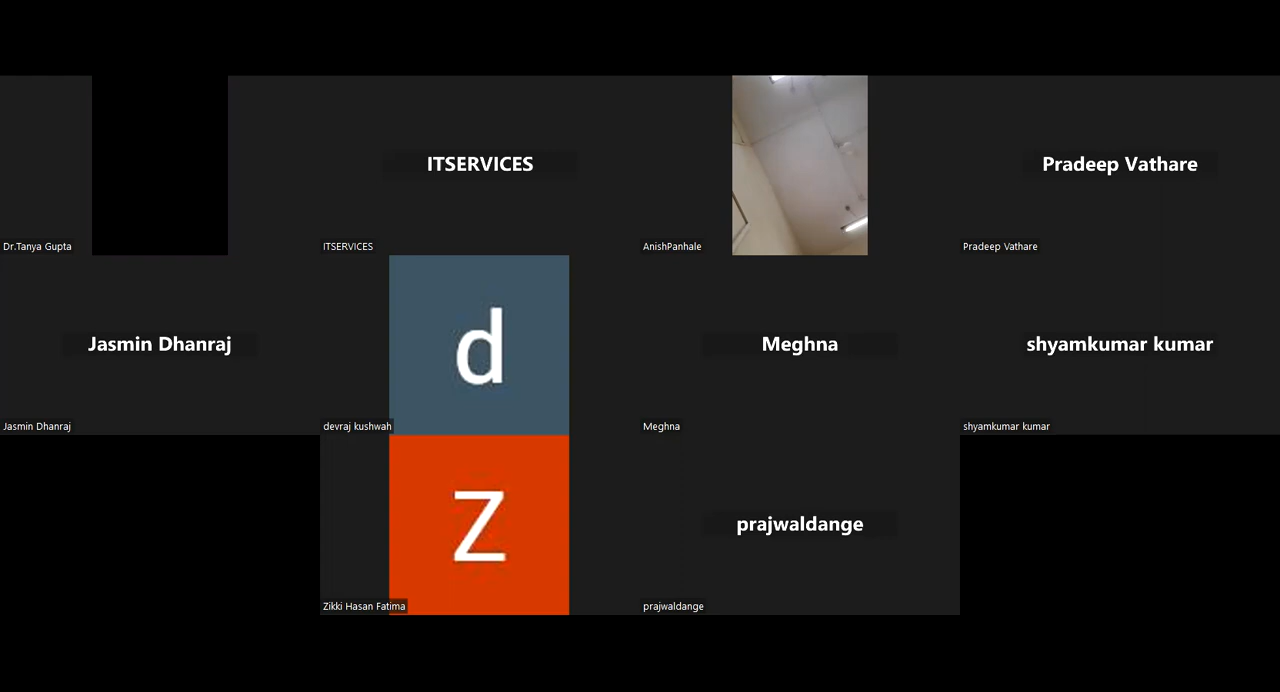 ITSERVICES
Pradeep Vathare
Dr.Tanya Gupta
ITSERVICES
AnishPanhale
Pradeep Vathare
Jasmin Dhanraj
d
Meghna
shyamkumar kumar
Jasmin Dhanraj
devraj kushwah
Meghna
shyamkumar kumar
Z
prajwaldange
Zikki Hasan Fatima
prajwaldange